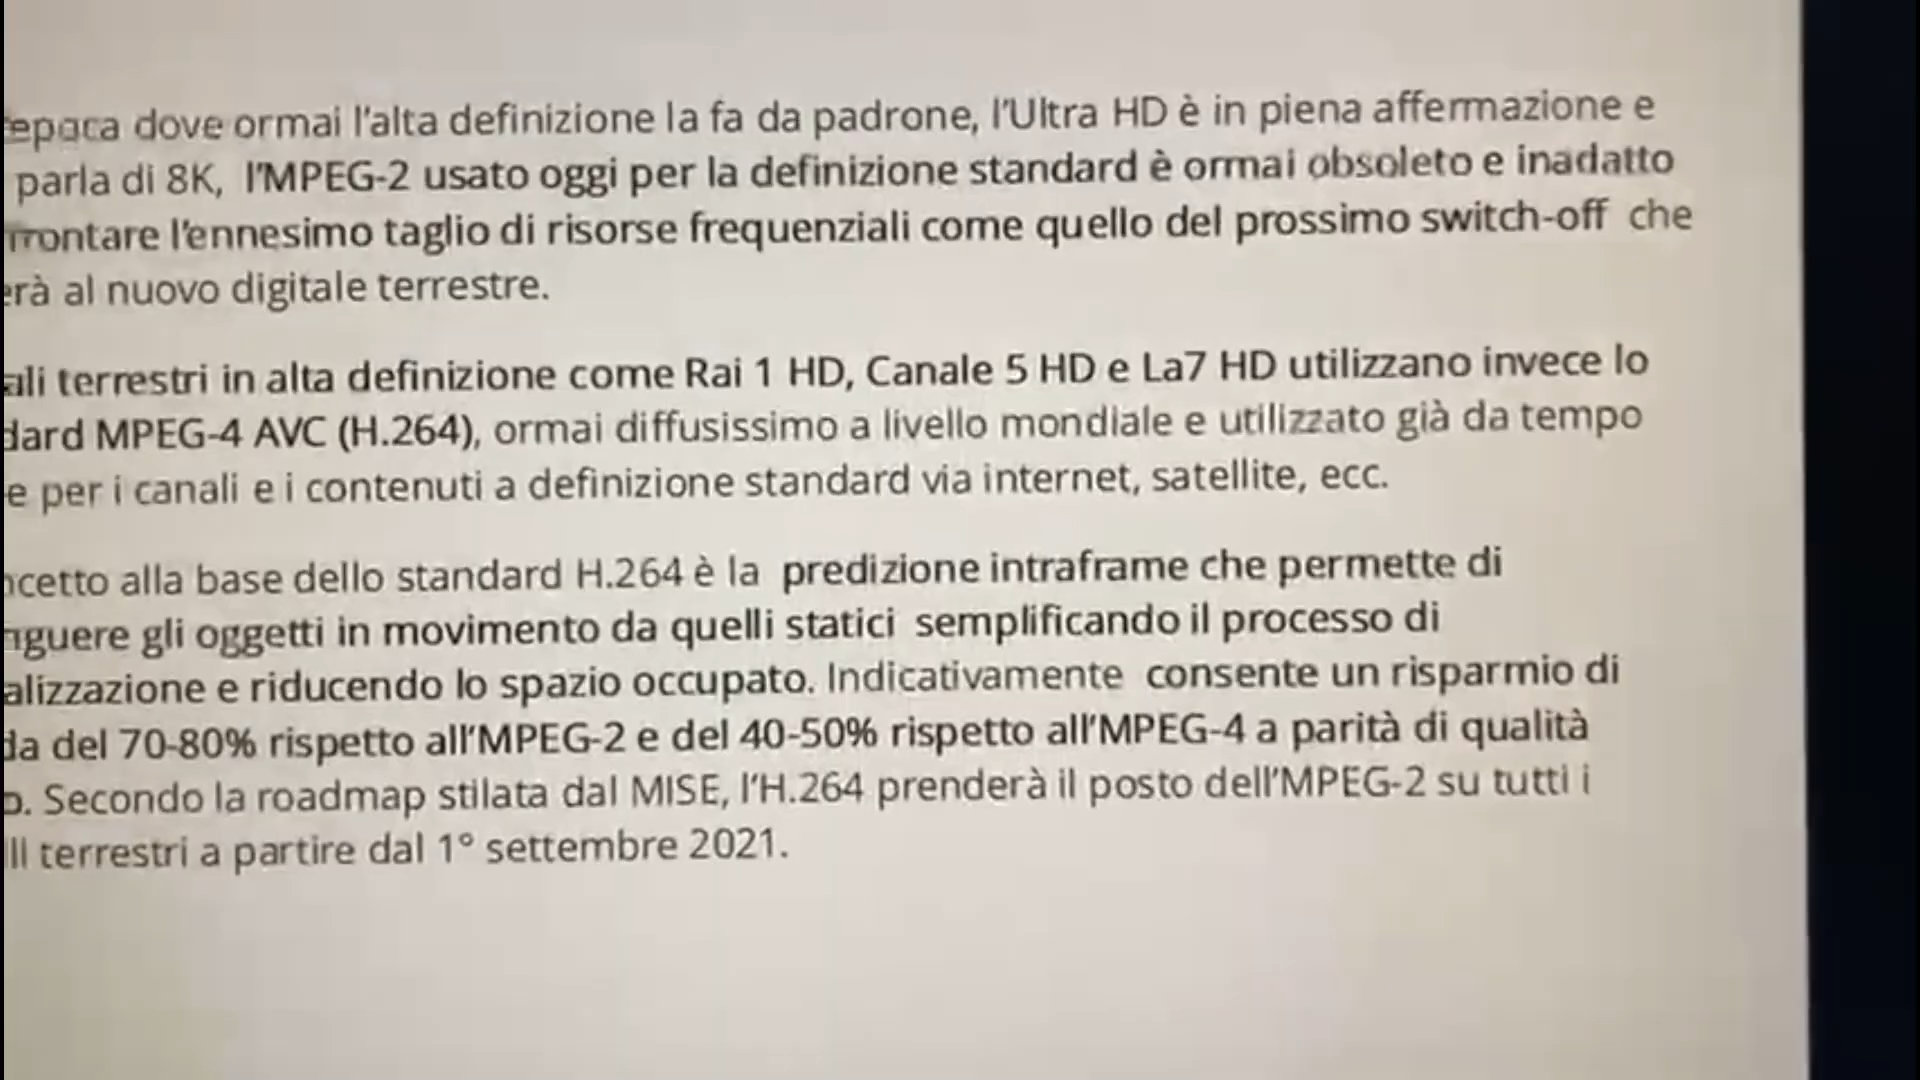 epoca dove ormai l'alta definizione la fa da padrone, l'Ultra HD è in piena affermazione e
parla di 8K, l'MPEG-2 usato oggi per la definizione standard è ormai obsoleto e inadatto
frontare l'ennesimo taglio di risorse frequenziali come quello del prossimo switch-off che
erà al nuovo digitale terrestre.
ali terrestri in alta definizione come Rai 1 HD, Canale 5 HD e La7 HD utilizzano invece lo
dard MPEG-4 AVC (H.264), ormai diffusissimo a livello mondiale e utilizzato già da tempo
e per i canali e i contenuti a definizione standard via internet, satellite, ecc.
ncetto alla base dello standard H.264 è la predizione intraframe che permette di
nguere gli oggetti in movimento da quelli statici semplificando il processo di
alizzazione e riducendo lo spazio occupato. Indicativamente consente un risparmio di
da del 70-80% rispetto all'MPEG-2 e del 40-50% rispetto all'MPEG-4 a parità di qualità
o. Secondo la roadmap stilata dal MISE, l'H.264 prenderà il posto dell'MPEG-2 su tutti i
li terrestri a partire dal 1° settembre 2021.